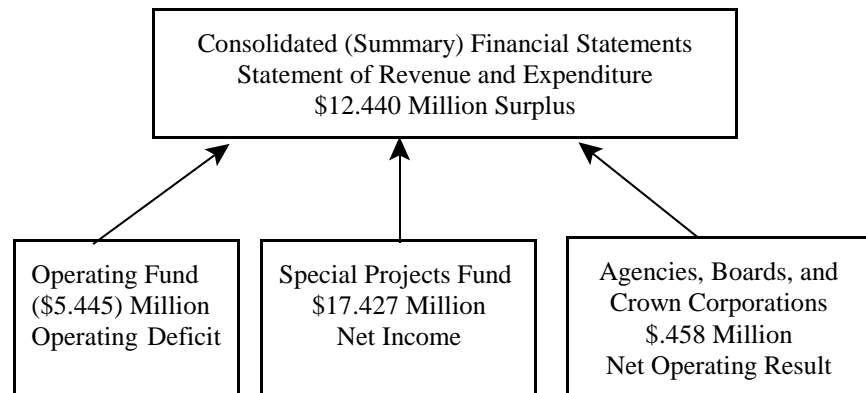 Consolidated (Summary) Financial Statements
Statement of Revenue and Expenditure
$12.440 Million Surplus
Operating Fund
($5.445) Million
Operating Deficit
Special Projects Fund
$17.427 Million
Net Income
Agencies, Boards, and
Crown Corporations
$.458 Million
Net Operating Result